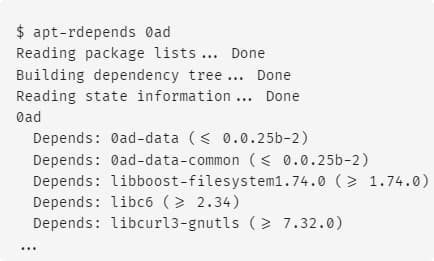 $ apt-rdepends 0ad
Reading package lists... Done
Building dependency tree... Done
Reading state information... Done
0ad
  Depends: 0ad-data (<= 0.0.25b-2)
  Depends: 0ad-data-common (<= 0.0.25b-2)
  Depends: libboost-filesystem1.74.0 (>= 1.74.0)
  Depends: libc6 (>= 2.34)
  Depends: libcurl3-gnutls (>= 7.32.0)
...